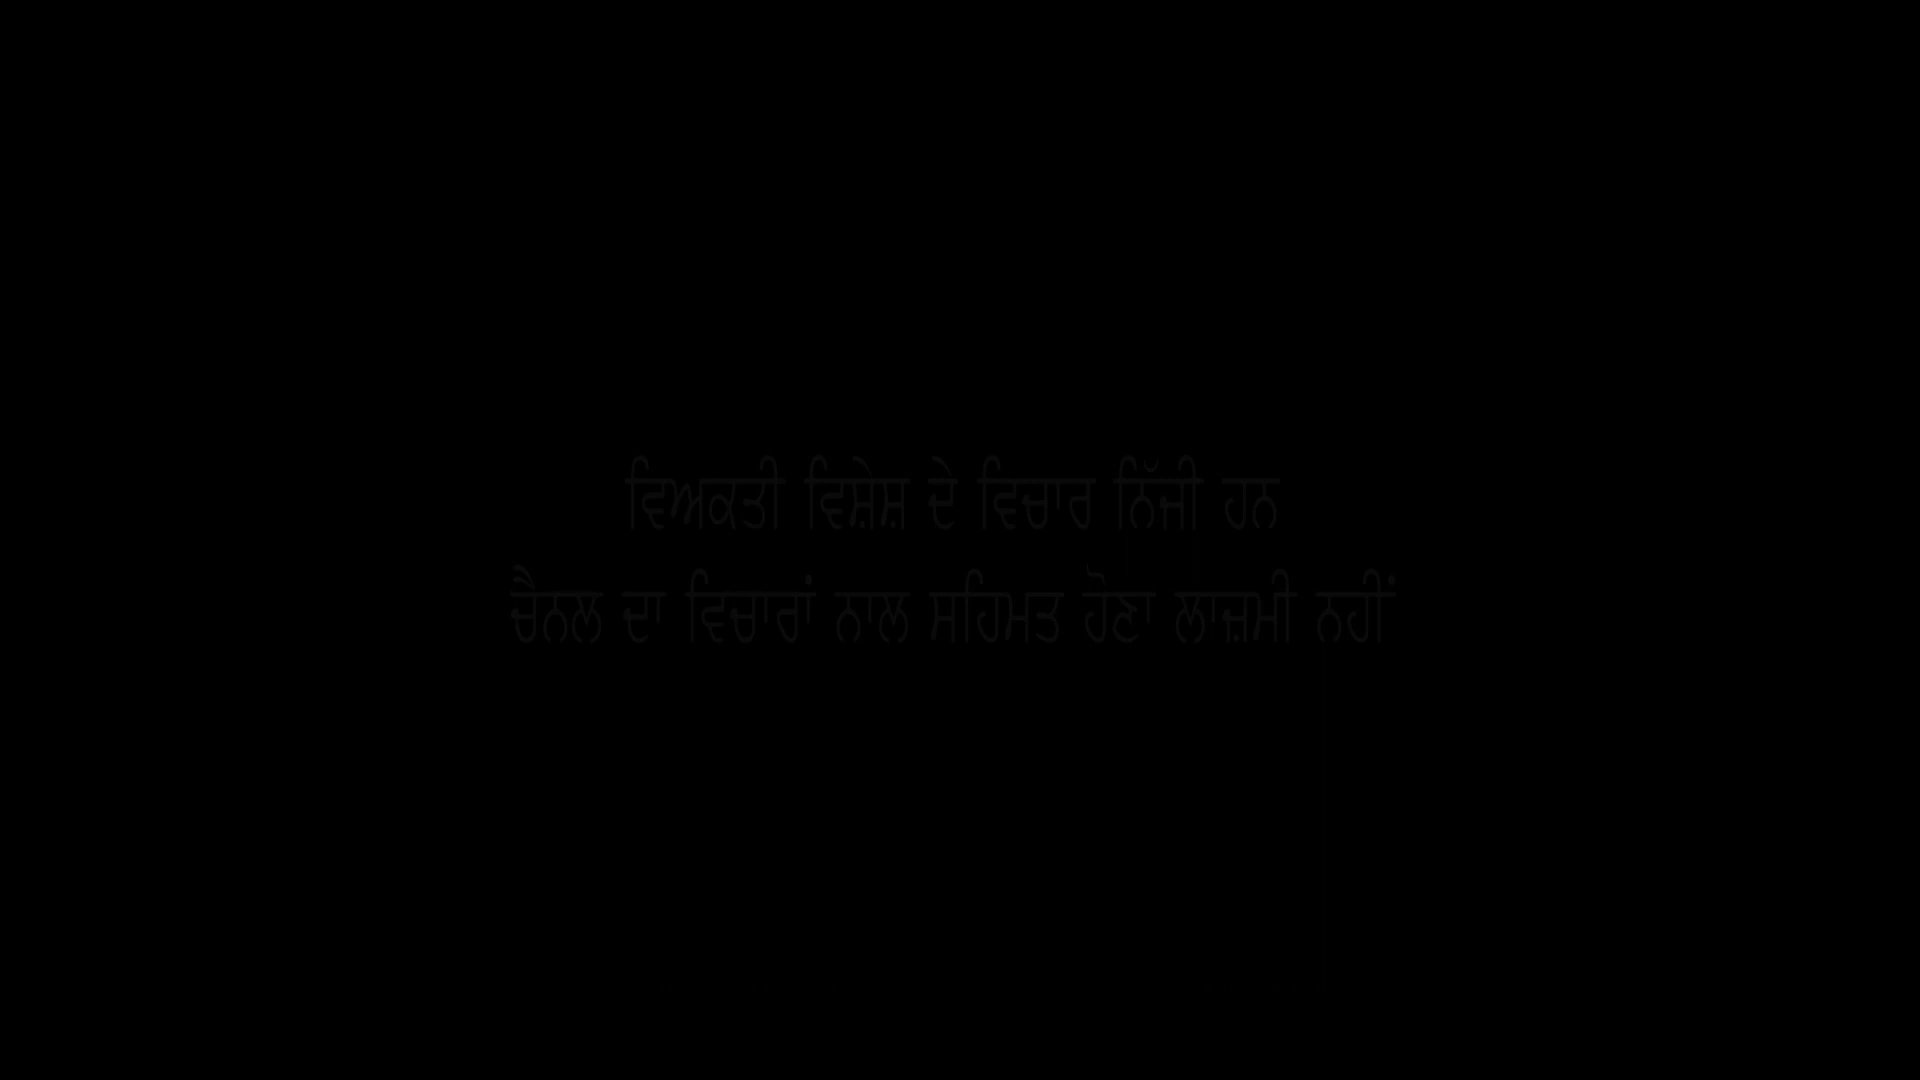 ਵਿਅਕਤੀ ਵਿਸ਼ੇਸ਼ ਦੇ ਵਿਚਾਰ ਨਿੱਜੀ ਹਨ
ਚੈਨਲ ਦਾ ਵਿਚਾਰਾਂ ਨਾਲ ਸਹਿਮਤ ਹੋਣਾ ਲਾਜ਼ਮੀ ਨਹੀਂ